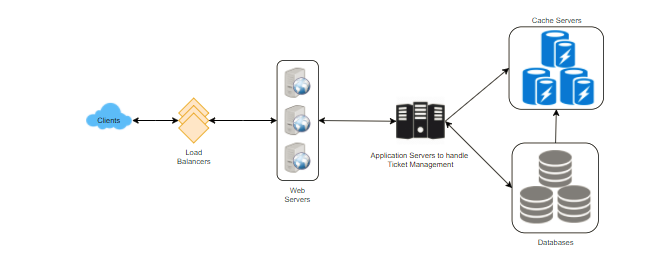 Cache Servers
Clients
Load
Balancers
Web
Servers
Application Servers to handle
Ticket Management
Databases